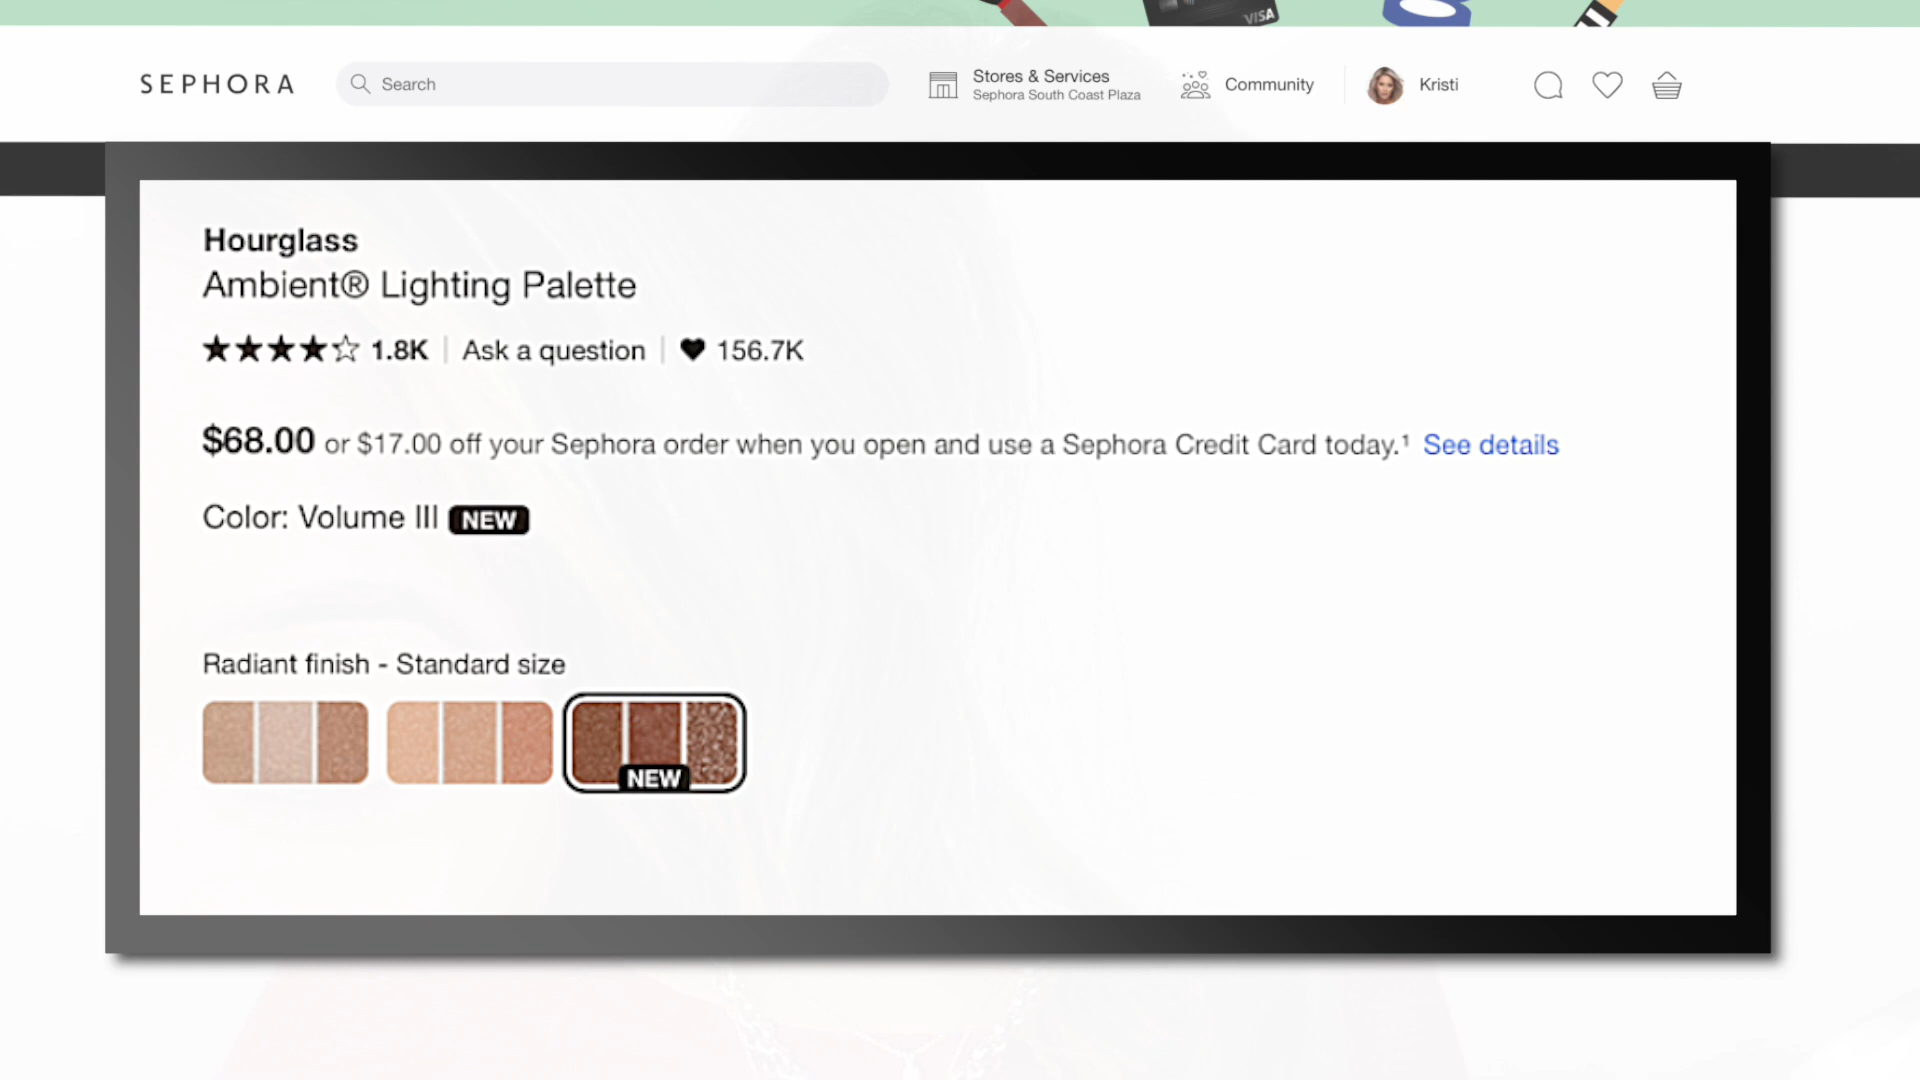 VISA
SEPHORA
Search
Stores & Services
Sephora South Coast Plaza
Community
Kristi
Hourglass
Ambient® Lighting Palette
1.8K
Ask a question
156.7K
$68.00 or $17.00 off your Sephora order when you open and use a Sephora Credit Card today.¹ See details
Color: Volume III NEW
Radiant finish - Standard size
NEW